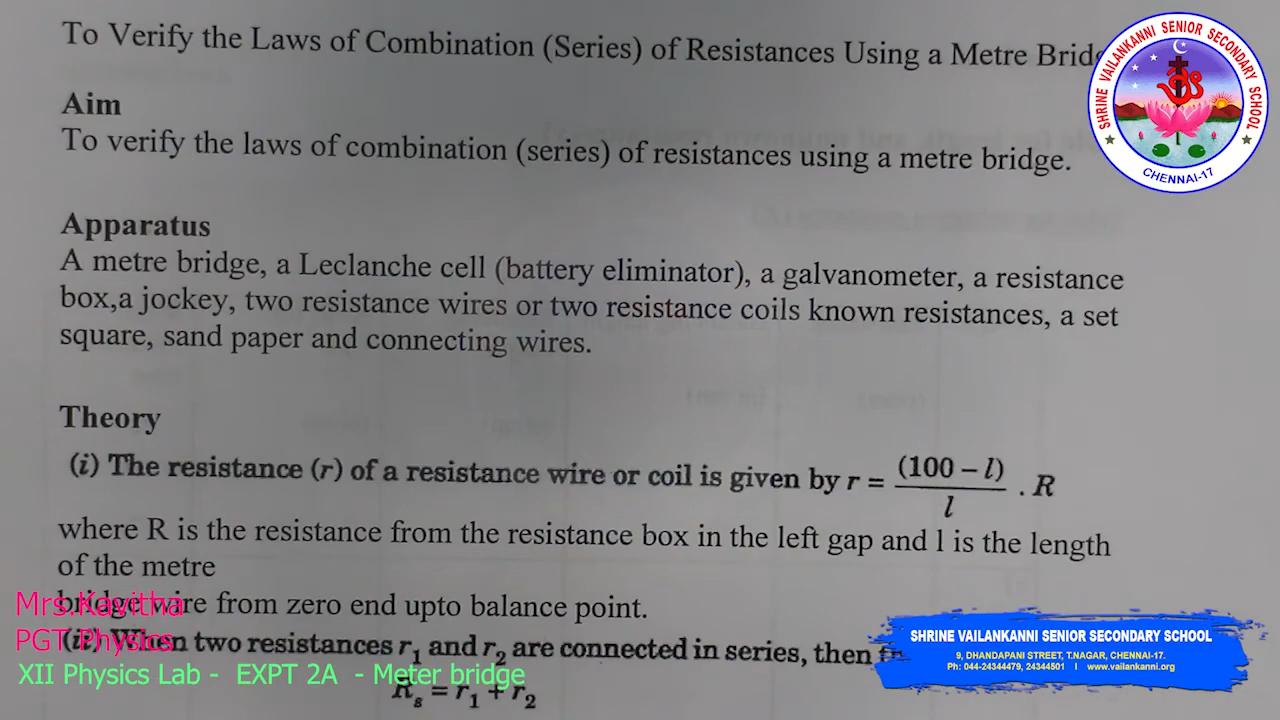 To Verify the Laws of Combination (Series) of Resistances Using a Metre
Aim
To verify the laws of combination (series) of resistances using a metre bridge.
Apparatus
A metre bridge, a Leclanche cell (battery eliminator), a galvanometer, a resistance
box,a jockey, two resistance wires or two resistance coils known resistances, a set
square, sand paper and connecting wires.
Theory
(i) The resistance (r) of a resistance wire or coil is given by r = (100 – l) / l . R
where R is the resistance from the resistance box in the left gap and l is the length
of the metre
bridge wire from zero end upto balance point.
(ii) When two resistances r₁ and r₂ are connected in series, then
Rₛ = r₁ + r₂
Mrs.Kavitha
PGT Physics
XII Physics Lab - EXPT 2A - Meter bridge
SHRINE VAILANKANNI SENIOR SECONDARY SCHOOL
CHENNAI-17
SHRINE VAILANKANNI SENIOR SECONDARY SCHOOL
9, DHANDAPANI STREET, T.NAGAR, CHENNAI-17.
Ph: 044-24344479, 24344501 I www.vailankanni.org